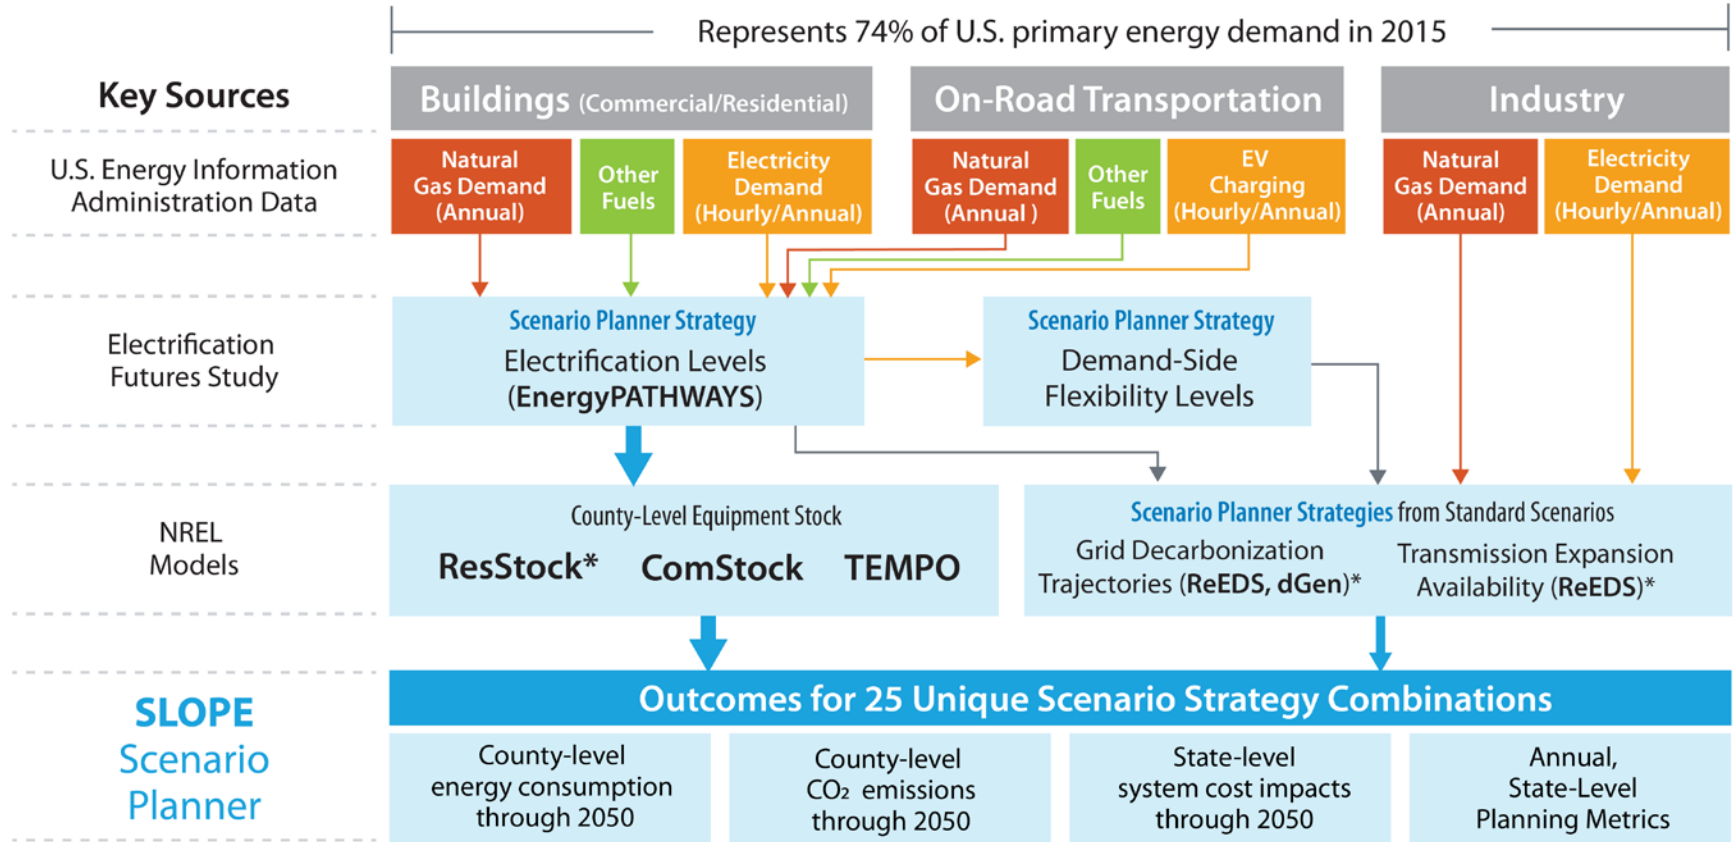 Represents 74% of U.S. primary energy demand in 2015
Key Sources
Buildings (Commercial/Residential)
On-Road Transportation
Industry
U.S. Energy Information
Administration Data
Natural
Gas Demand
(Annual)
Other
Fuels
Electricity
Demand
(Hourly/Annual)
Natural
Gas Demand
(Annual )
Other
Fuels
EV
Charging
(Hourly/Annual)
Natural
Gas Demand
(Annual)
Electricity
Demand
(Hourly/Annual)
Electrification
Futures Study
Scenario Planner Strategy
Electrification Levels
(EnergyPATHWAYS)
Scenario Planner Strategy
Demand-Side
Flexibility Levels
NREL
Models
County-Level Equipment Stock
ResStock* ComStock TEMPO
Scenario Planner Strategies from Standard Scenarios
Grid Decarbonization
Trajectories (ReEDS, dGen)*
Transmission Expansion
Availability (ReEDS)*
SLOPE
Scenario
Planner
Outcomes for 25 Unique Scenario Strategy Combinations
County-level
energy consumption
through 2050
County-level
CO₂ emissions
through 2050
State-level
system cost impacts
through 2050
Annual,
State-Level
Planning Metrics